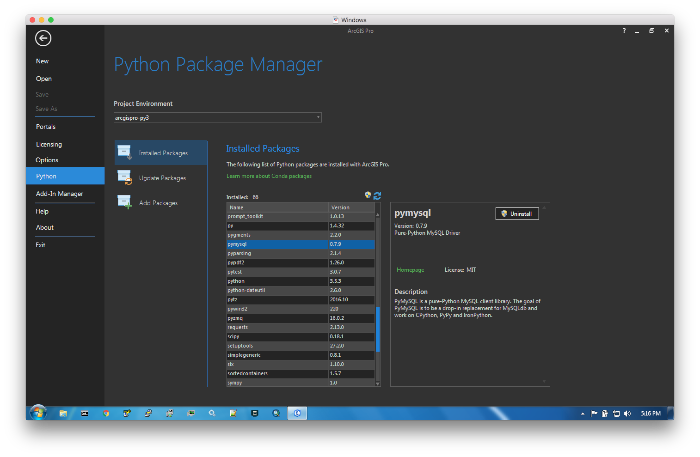 Windows
ArcGIS Pro
?
New
Open
Save
Save As
Portals
Licensing
Options
Python
Add-In Manager
Help
About
Exit
Python Package Manager
Project Environment
arcgispro-py3
Installed Packages
Update Packages
Add Packages
Installed Packages
The following list of Python packages are installed with ArcGIS Pro.
Learn more about Conda packages
Name Version
prompt_toolkit 1.0.13
py 1.4.32
pygments 2.2.0
pymysql 0.7.9
pyparsing 2.1.4
pypdf2 1.26.0
pytest 3.0.7
python 3.5.3
python-dateutil 2.6.0
pytz 2016.10
pywin32
pyzmq 16.0.2
requests 2.13.0
scipy 0.18.1
setuptools 27.2.0
simplegeneric 0.8.1
six 1.10.0
sortedcontainers 1.5.7
sympy 1.0
pymysql
Uninstall
Version: 0.7.9
Pure-Python MySQL Driver
Homepage License: MIT
Description
PyMySQL is a pure-Python MySQL client library. The goal of
PyMySQL is to be a drop-in replacement for MySQLdb and
work on CPython, PyPy and IronPython.
5:16 PM